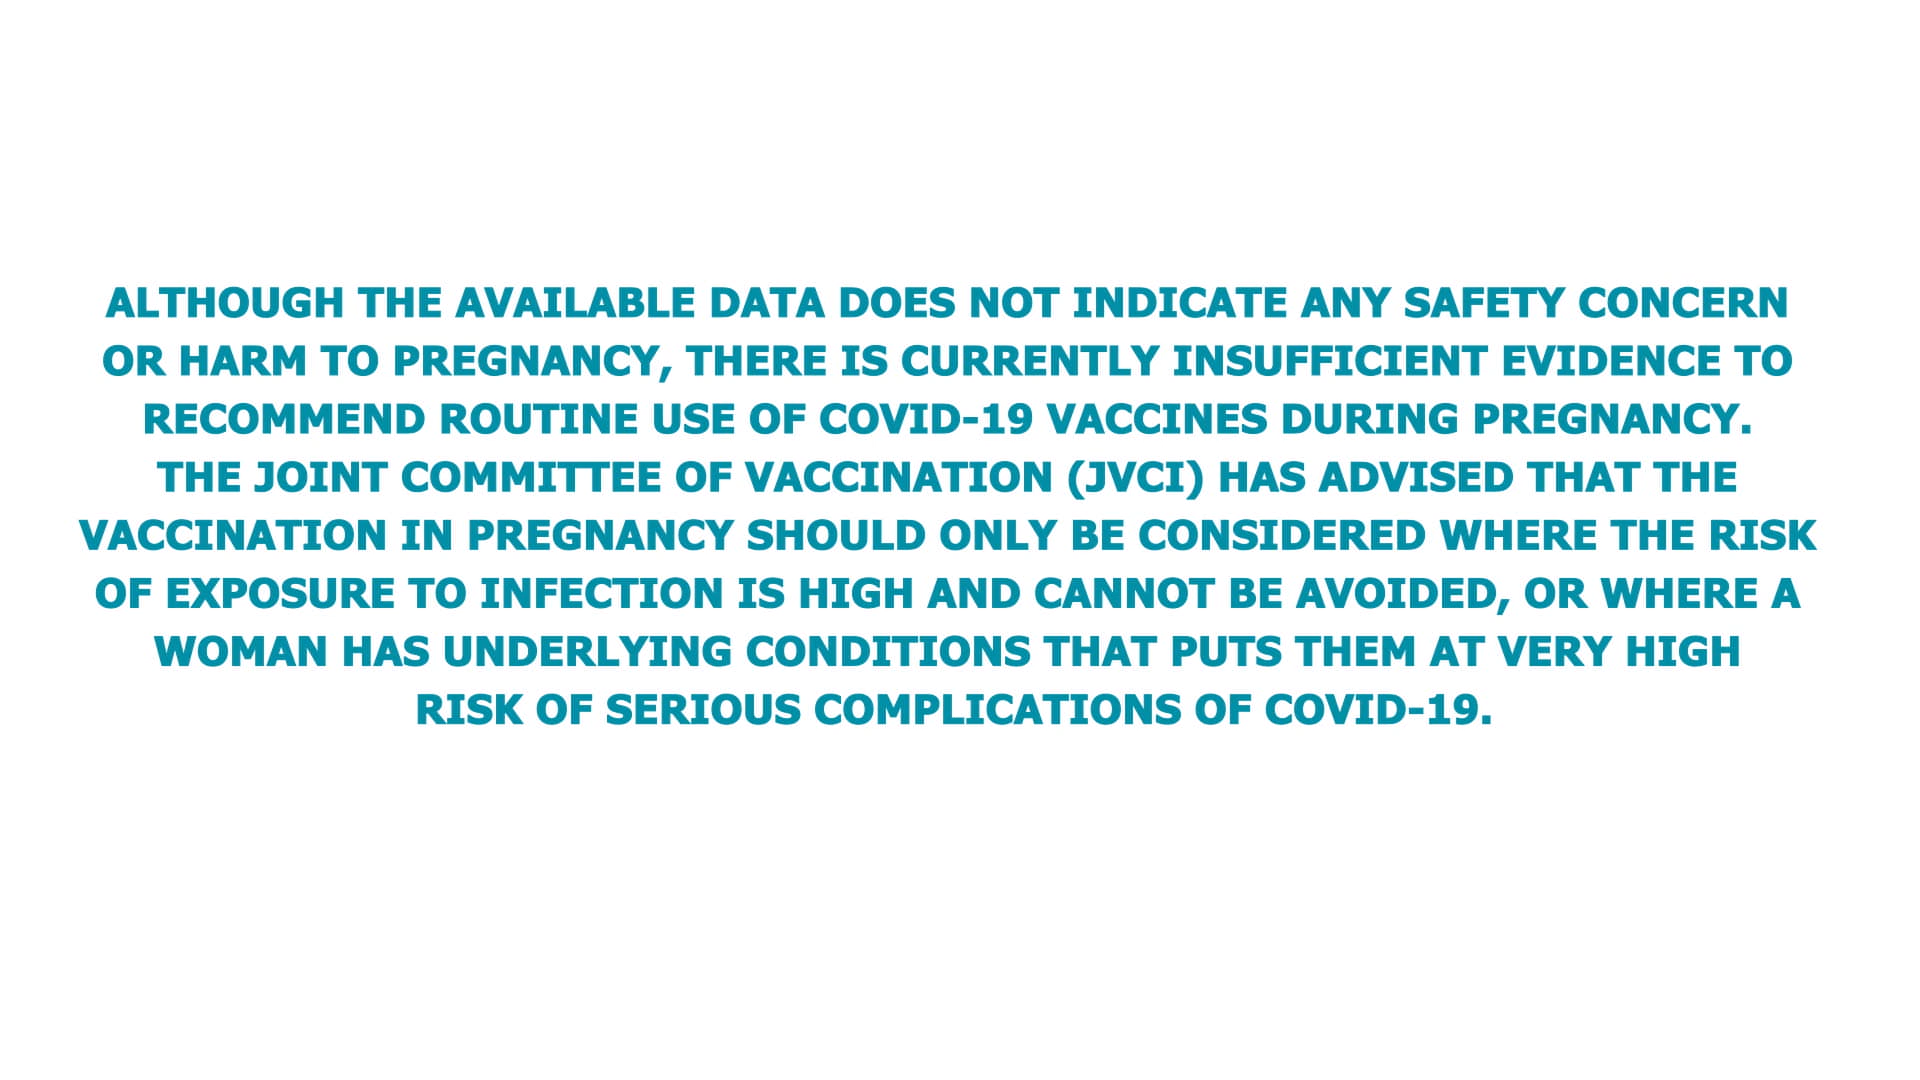 ALTHOUGH THE AVAILABLE DATA DOES NOT INDICATE ANY SAFETY CONCERN
OR HARM TO PREGNANCY, THERE IS CURRENTLY INSUFFICIENT EVIDENCE TO
RECOMMEND ROUTINE USE OF COVID-19 VACCINES DURING PREGNANCY.
THE JOINT COMMITTEE OF VACCINATION (JVCI) HAS ADVISED THAT THE
VACCINATION IN PREGNANCY SHOULD ONLY BE CONSIDERED WHERE THE RISK
OF EXPOSURE TO INFECTION IS HIGH AND CANNOT BE AVOIDED, OR WHERE A
WOMAN HAS UNDERLYING CONDITIONS THAT PUTS THEM AT VERY HIGH
RISK OF SERIOUS COMPLICATIONS OF COVID-19.